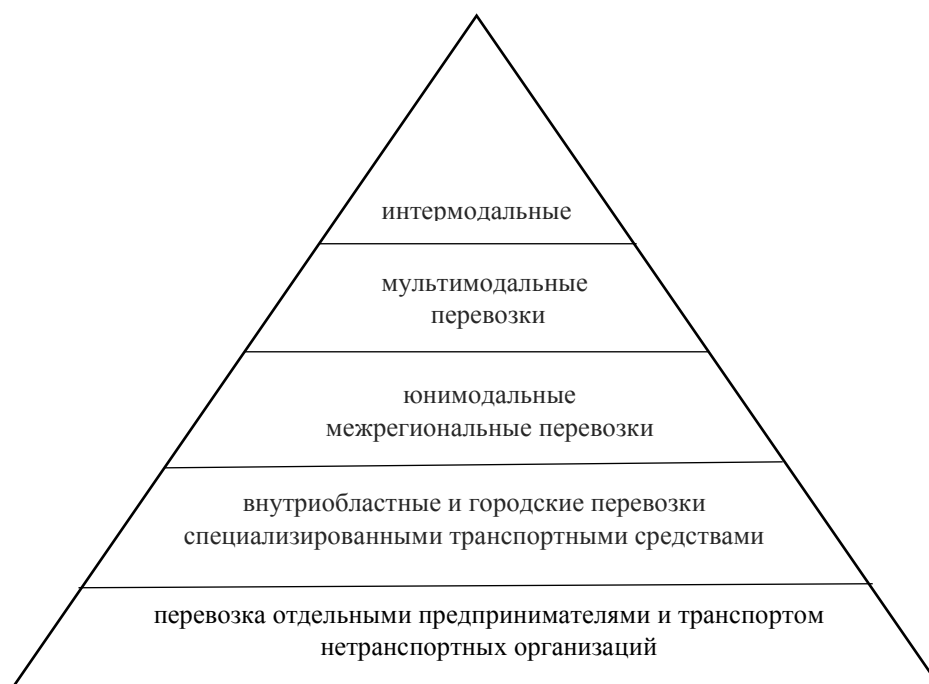 интермодальные
мультимодальные
перевозки
юнимодальные
межрегиональные перевозки
внутриобластные и городские перевозки
специализированными транспортными средствами
перевозка отдельными предпринимателями и транспортом
нетранспортных организаций